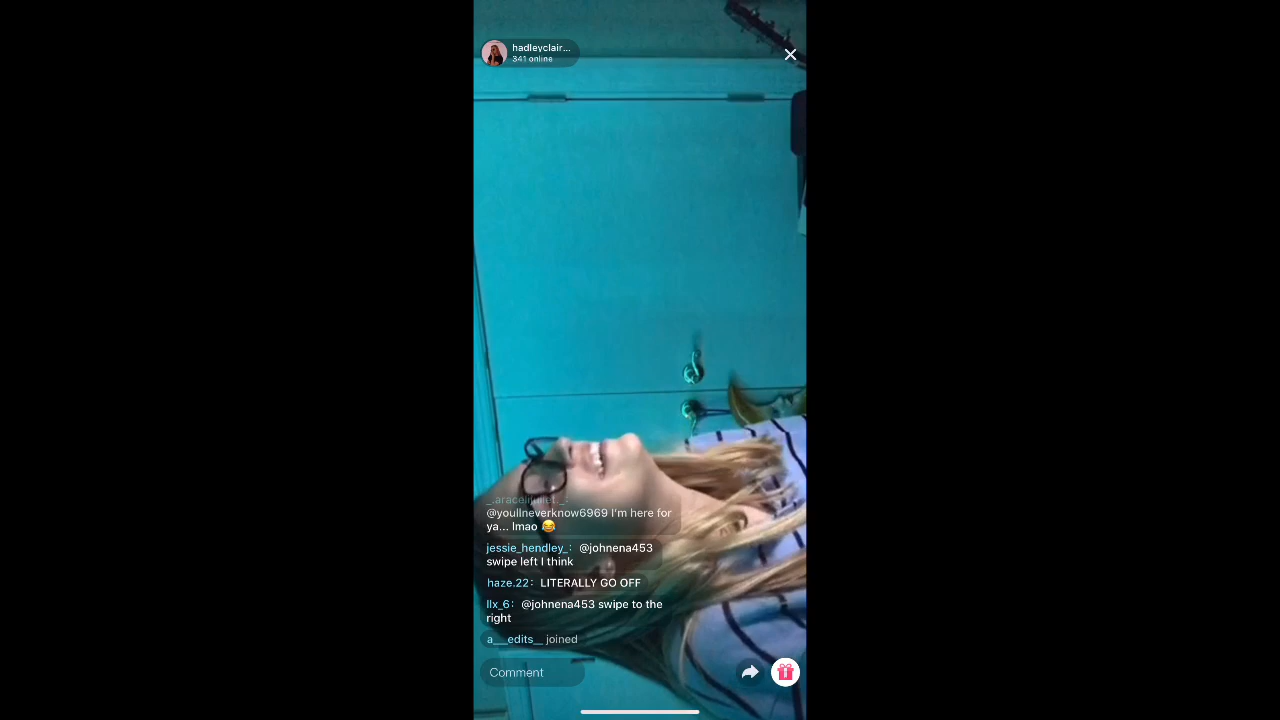 hadleyclair...
341 online
@youllneverknow6969 I'm here for
ya... lmao 😂
jessie_hendley_: @johnena453
swipe left I think
haze.22: LITERALLY GO OFF
llx_6: @johnena453 swipe to the
right
a___edits__ joined
Comment